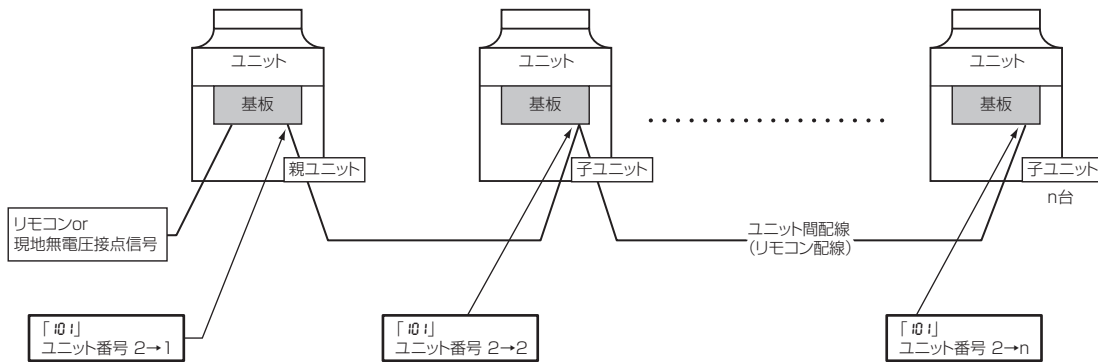 ユニット
基板
親ユニット
ユニット
基板
子ユニット
ユニット
基板
子ユニット
n台
リモコンor
現地無電圧接点信号
ユニット間配線
(リモコン配線)
「101」
ユニット番号 2→1
「101」
ユニット番号 2→2
「101」
ユニット番号 2→n